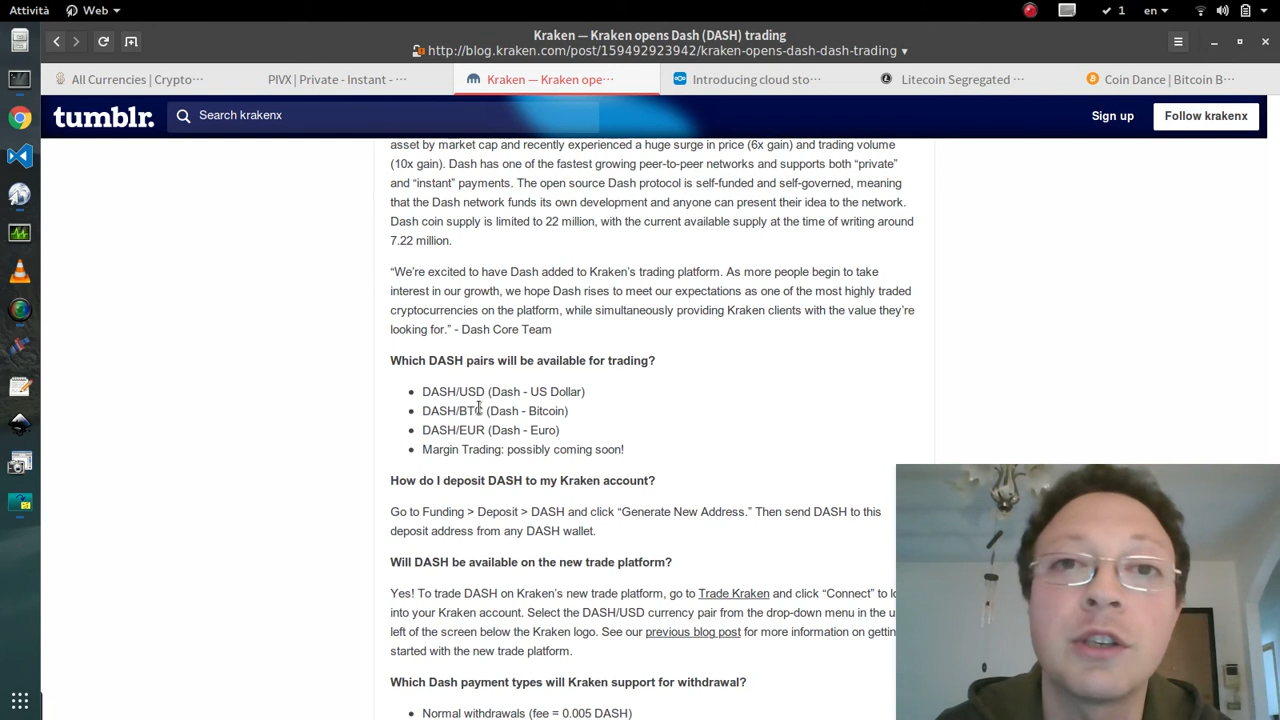 Attività
Web
1
en
Kraken — Kraken opens Dash (DASH) trading
http://blog.kraken.com/post/159492923942/kraken-opens-dash-dash-trading
All Currencies | Crypto…
PIVX | Private - Instant - …
Kraken — Kraken ope…
Introducing cloud sto…
Litecoin Segregated …
Coin Dance | Bitcoin B…
tumblr.
Search krakenx
Sign up
Follow krakenx
asset by market cap and recently experienced a huge surge in price (6x gain) and trading volume
(10x gain). Dash has one of the fastest growing peer-to-peer networks and supports both “private”
and “instant” payments. The open source Dash protocol is self-funded and self-governed, meaning
that the Dash network funds its own development and anyone can present their idea to the network.
Dash coin supply is limited to 22 million, with the current available supply at the time of writing around
7.22 million.
“We’re excited to have Dash added to Kraken’s trading platform. As more people begin to take
interest in our growth, we hope Dash rises to meet our expectations as one of the most highly traded
cryptocurrencies on the platform, while simultaneously providing Kraken clients with the value they’re
looking for.” - Dash Core Team
Which DASH pairs will be available for trading?
DASH/USD (Dash - US Dollar)
DASH/BTC (Dash - Bitcoin)
DASH/EUR (Dash - Euro)
Margin Trading: possibly coming soon!
How do I deposit DASH to my Kraken account?
Go to Funding > Deposit > DASH and click “Generate New Address.” Then send DASH to this
deposit address from any DASH wallet.
Will DASH be available on the new trade platform?
Yes! To trade DASH on Kraken’s new trade platform, go to Trade Kraken and click “Connect” to
into your Kraken account. Select the DASH/USD currency pair from the drop-down menu in the
left of the screen below the Kraken logo. See our previous blog post for more information on
started with the new trade platform.
Which Dash payment types will Kraken support for withdrawal?
Normal withdrawals (fee = 0.005 DASH)